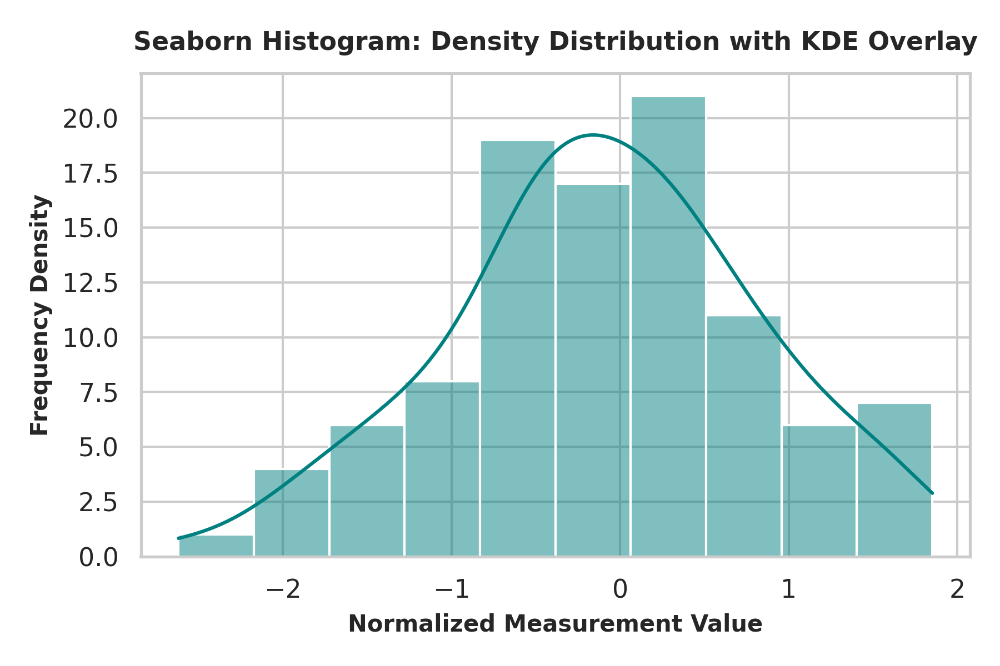 Seaborn Histogram: Density Distribution with KDE Overlay
Frequency Density
20.0
17.5
15.0
12.5
10.0
7.5
5.0
2.5
0.0
−2 −1 0 1 2
Normalized Measurement Value